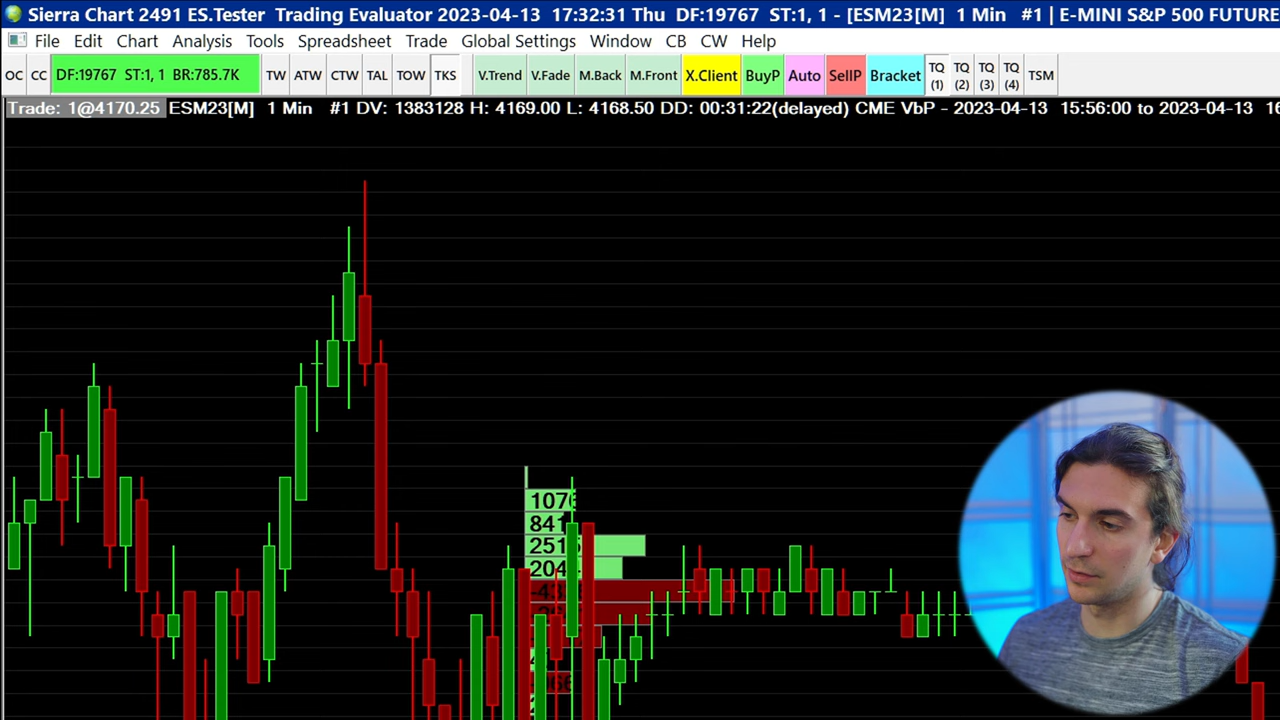 Sierra Chart 2491 ES.Tester Trading Evaluator 2023-04-13 17:32:31 Thu DF:19767 ST:1, 1 - [ESM23[M] 1 Min #1 | E-MINI S&P 500 FUTURE
File Edit Chart Analysis Tools Spreadsheet Trade Global Settings Window CB CW Help
OC CC DF:19767 ST:1, 1 BR:785.7K TW ATW CTW TAL TOW TKS V.Trend V.Fade M.Back M.Front X.Client BuyP Auto SellP Bracket TQ (1) TQ (2) TQ (3) TQ (4) TSM
Trade: 1@4170.25 ESM23[M] 1 Min #1 DV: 1383128 H: 4169.00 L: 4168.50 DD: 00:31:22(delayed) CME VbP - 2023-04-13 15:56:00 to 2023-04-13 16
1076
841
2515